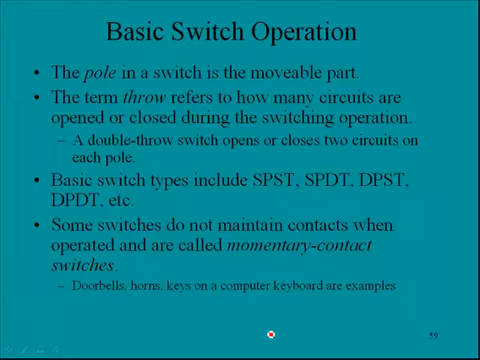 Basic Switch Operation
• The pole in a switch is the moveable part.
• The term throw refers to how many circuits are
opened or closed during the switching operation.
– A double-throw switch opens or closes two circuits on
each pole.
• Basic switch types include SPST, SPDT, DPST,
DPDT, etc.
• Some switches do not maintain contacts when
operated and are called momentary-contact
switches.
– Doorbells, horns, keys on a computer keyboard are examples
59